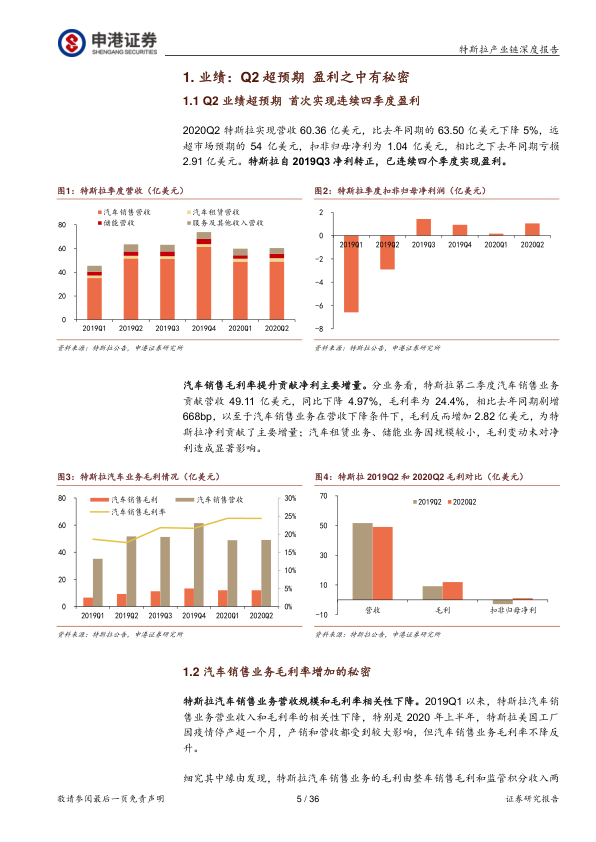 申港证券
SHENGANG SECURITIES
特斯拉产业链深度报告
1. 业绩：Q2 超预期 盈利之中有秘密
1.1 Q2 业绩超预期 首次实现连续四季度盈利
2020Q2 特斯拉实现营收 60.36 亿美元，比去年同期的 63.50 亿美元下降 5%，远
超市场预期的 54 亿美元，扣非归母净利为 1.04 亿美元，相比之下去年同期亏损
2.91 亿美元。特斯拉自 2019Q3 净利转正，已连续四个季度实现盈利。
图1：特斯拉季度营收（亿美元）
汽车销售营收 汽车租赁营收
储能营收 服务及其他收入营收
80
60
40
20
0
2019Q1 2019Q2 2019Q3 2019Q4 2020Q1 2020Q2
资料来源：特斯拉公告，申港证券研究所
图2：特斯拉季度扣非归母净利润（亿美元）
2
0
-2
-4
-6
-8
2019Q1 2019Q2 2019Q3 2019Q4 2020Q1 2020Q2
资料来源：特斯拉公告，申港证券研究所
汽车销售毛利率提升贡献净利主要增量。分业务看，特斯拉第二季度汽车销售业务
贡献营收 49.11 亿美元，同比下降 4.97%，毛利率为 24.4%，相比去年同期剧增
668bp，以至于汽车销售业务在营收下降条件下，毛利反而增加 2.82 亿美元，为特
斯拉净利贡献了主要增量；汽车租赁业务、储能业务因规模较小，毛利变动未对净
利造成显著影响。
图3：特斯拉汽车业务毛利情况（亿美元）
汽车销售毛利 汽车销售营收
汽车销售毛利率
80
60
40
20
0
30%
25%
20%
15%
10%
5%
0%
2019Q1 2019Q2 2019Q3 2019Q4 2020Q1 2020Q2
资料来源：特斯拉公告，申港证券研究所
图4：特斯拉 2019Q2 和 2020Q2 毛利对比（亿美元）
2019Q2 2020Q2
70
50
30
10
-10
营收 毛利 扣非归母净利
资料来源：特斯拉公告，申港证券研究所
1.2 汽车销售业务毛利率增加的秘密
特斯拉汽车销售业务营收规模和毛利率相关性下降。2019Q1 以来，特斯拉汽车销
售业务营业收入和毛利率的相关性下降，特别是 2020 年上半年，特斯拉美国工厂
因疫情停产超一个月，产销和营收都受到较大影响，但汽车销售业务毛利率不降反
升。
细究其中缘由发现，特斯拉汽车销售业务的毛利由整车销售毛利和监管积分收入两
敬请参阅最后一页免责声明
5 / 36
证券研究报告